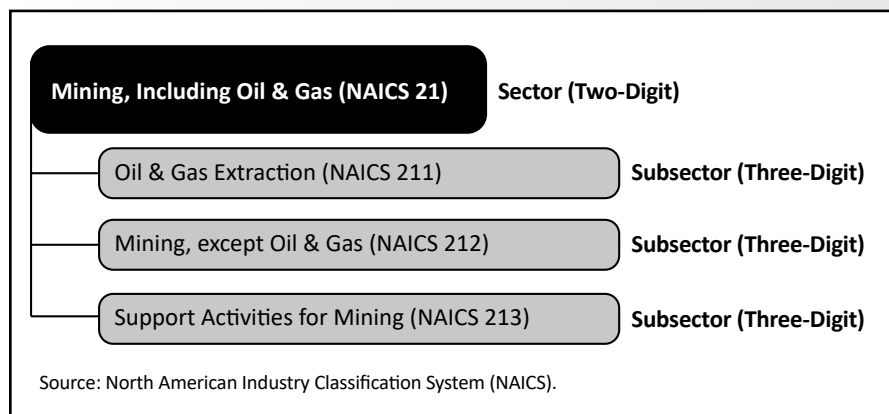 Mining, Including Oil & Gas (NAICS 21) Sector (Two-Digit)
Oil & Gas Extraction (NAICS 211) Subsector (Three-Digit)
Mining, except Oil & Gas (NAICS 212) Subsector (Three-Digit)
Support Activities for Mining (NAICS 213) Subsector (Three-Digit)
Source: North American Industry Classification System (NAICS).